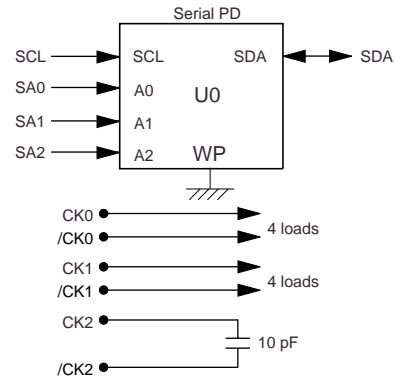 Serial PD
SCL SCL SDA SDA
SA0 A0 U0
SA1 A1
SA2 A2 WP
CK0
/CK0 4 loads
CK1
/CK1 4 loads
CK2
10 pF
/CK2